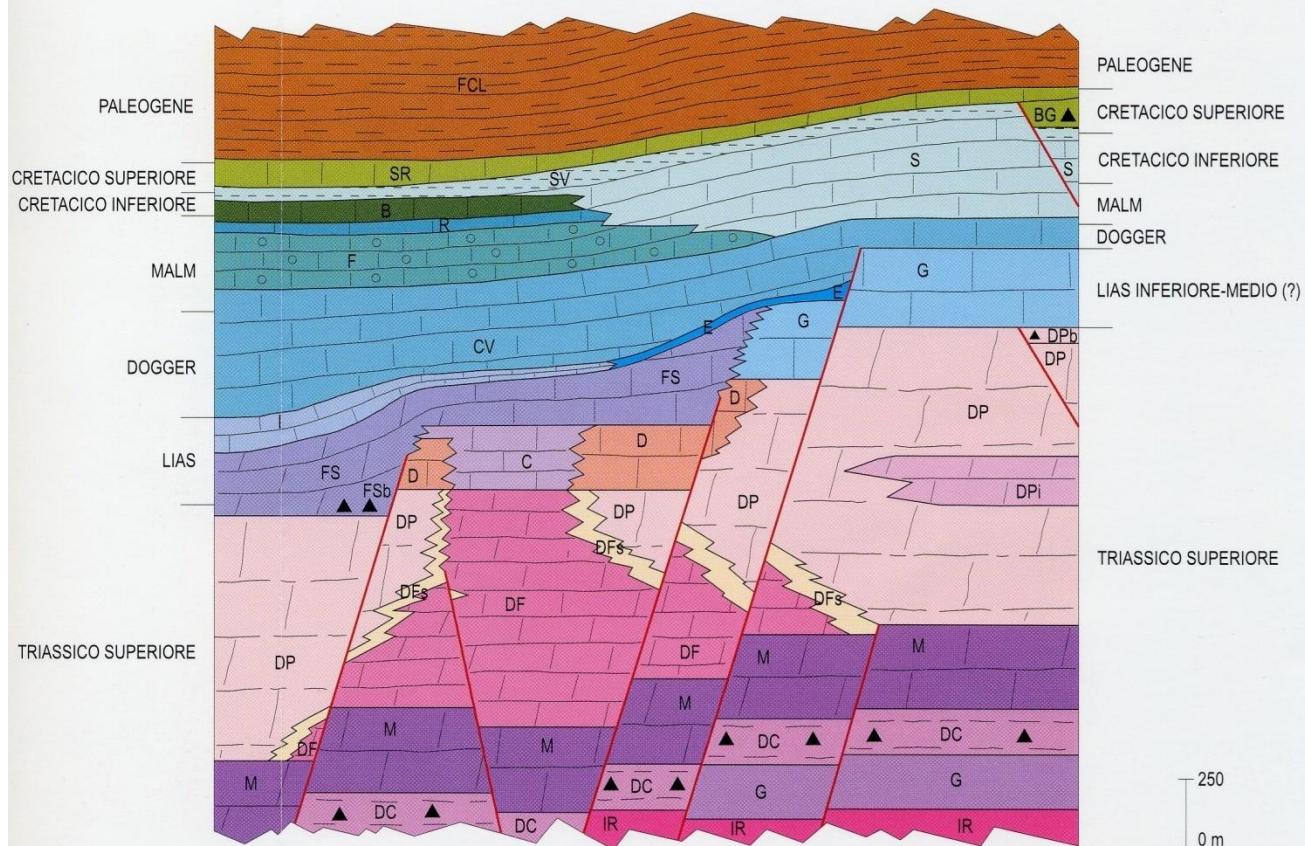 PALEOGENE
CRETACICO SUPERIORE
CRETACICO INFERIORE
MALM
DOGGER
LIAS
TRIASSICO SUPERIORE
FCL
SR
SV
S
BG
S
B
R
F
G
E
E
G
CV
FS
DPb
DP
D
DP
D
D
C
FS
FSb
DPi
DP
DP
DP
DFs
DFs
DF
DFs
DP
DF
M
M
DF
M
M
M
M
DC
DC
DC
DC
DC
G
G
IR
IR
IR
PALEOGENE
CRETACICO SUPERIORE
CRETACICO INFERIORE
MALM
DOGGER
LIAS INFERIORE-MEDIO (?)
TRIASSICO SUPERIORE
250
0 m